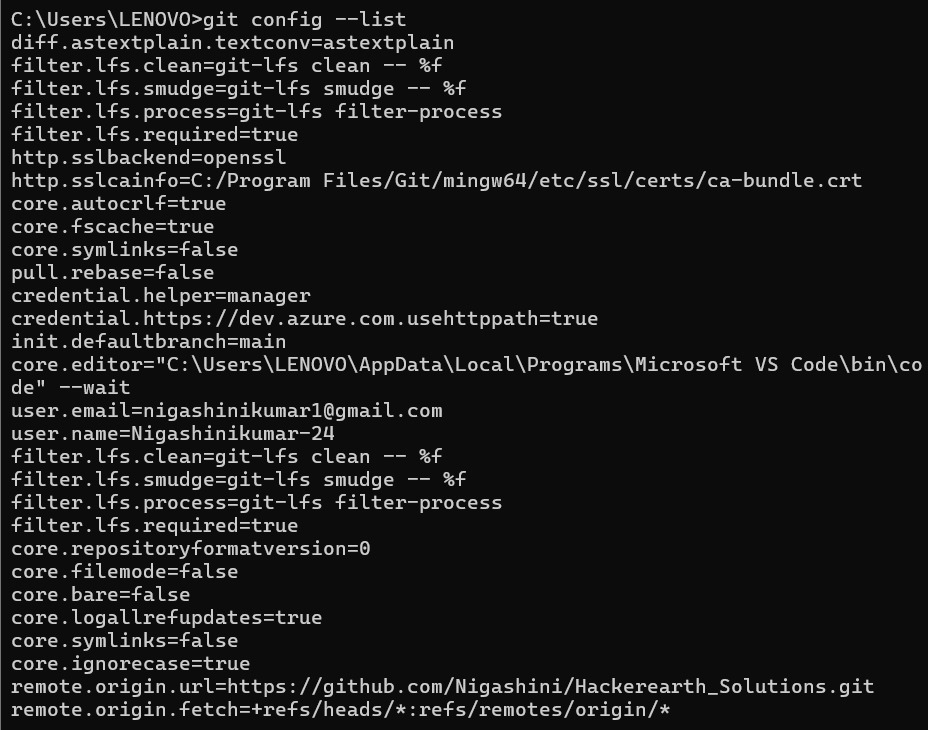 C:\Users\LENOVO>git config --list
diff.astextplain.textconv=astextplain
filter.lfs.clean=git-lfs clean -- %f
filter.lfs.smudge=git-lfs smudge -- %f
filter.lfs.process=git-lfs filter-process
filter.lfs.required=true
http.sslbackend=openssl
http.sslcainfo=C:/Program Files/Git/mingw64/etc/ssl/certs/ca-bundle.crt
core.autocrlf=true
core.fscache=true
core.symlinks=false
pull.rebase=false
credential.helper=manager
credential.https://dev.azure.com.usehttppath=true
init.defaultbranch=main
core.editor="C:\Users\LENOVO\AppData\Local\Programs\Microsoft VS Code\bin\co
de" --wait
user.email=nigashinikumar1@gmail.com
user.name=Nigashinikumar-24
filter.lfs.clean=git-lfs clean -- %f
filter.lfs.smudge=git-lfs smudge -- %f
filter.lfs.process=git-lfs filter-process
filter.lfs.required=true
core.repositoryformatversion=0
core.filemode=false
core.bare=false
core.logallrefupdates=true
core.symlinks=false
core.ignorecase=true
remote.origin.url=https://github.com/Nigashini/Hackerearth_Solutions.git
remote.origin.fetch=+refs/heads/*:refs/remotes/origin/*